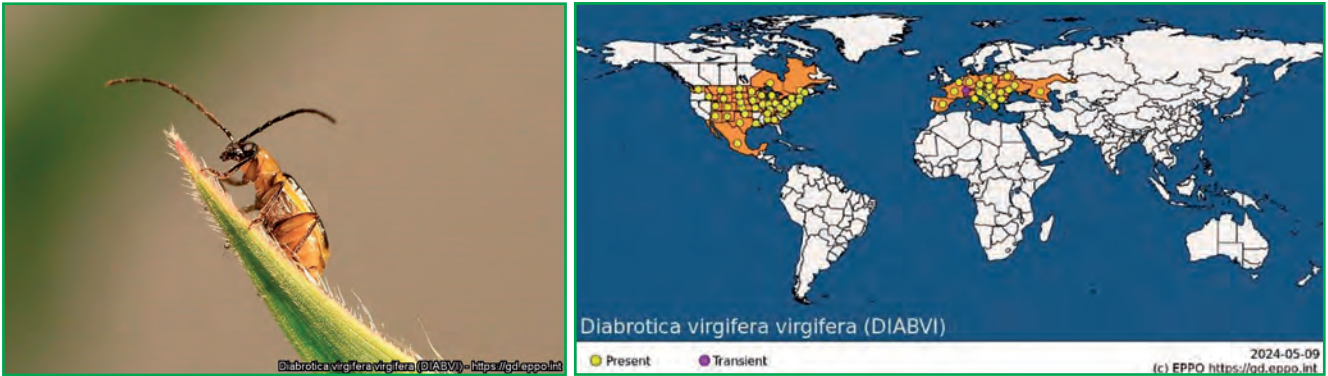 Diabrotica virgifera virgifera (DIABVI) - https://gd.eppo.int
Diabrotica virgifera virgifera (DIABVI)
Present
Transient
2024-05-09
(c) EPPO https://gd.eppo.int